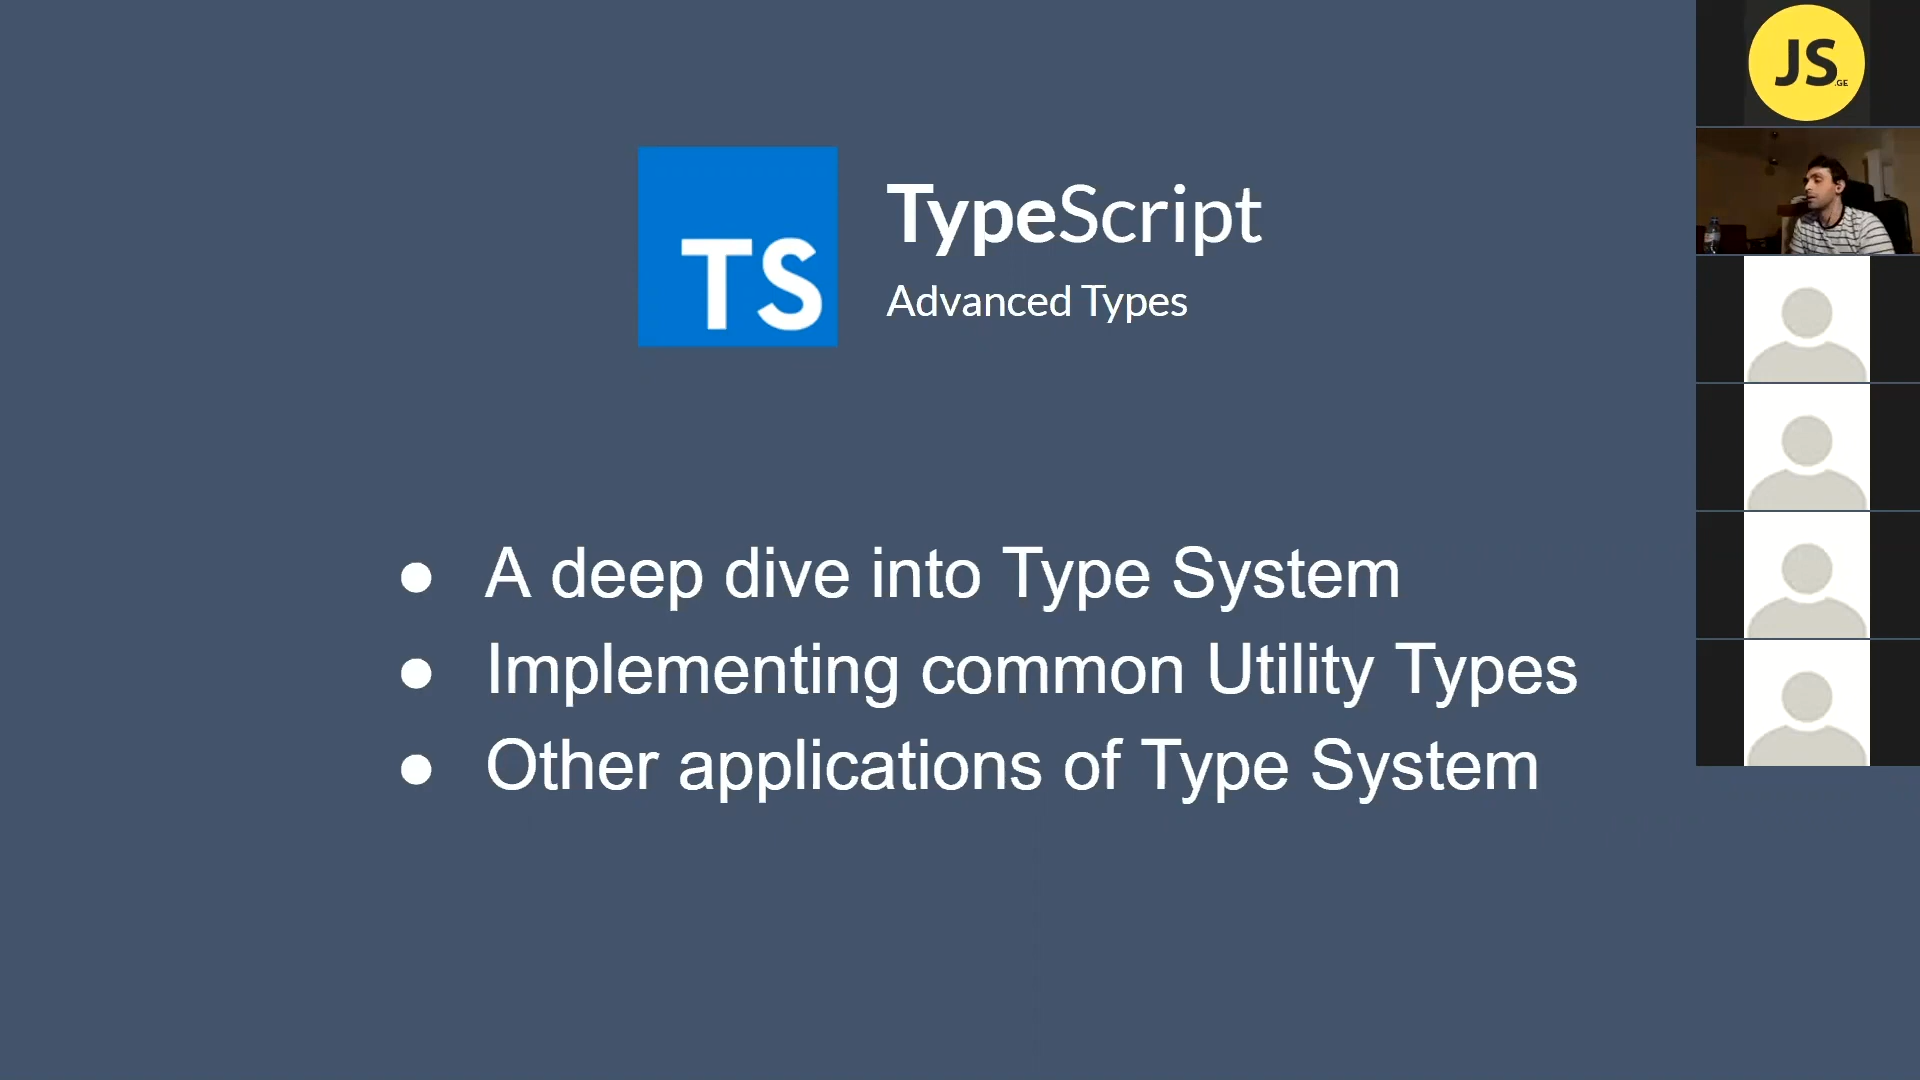 TS
TypeScript
Advanced Types
● A deep dive into Type System
● Implementing common Utility Types
● Other applications of Type System
JS.GE